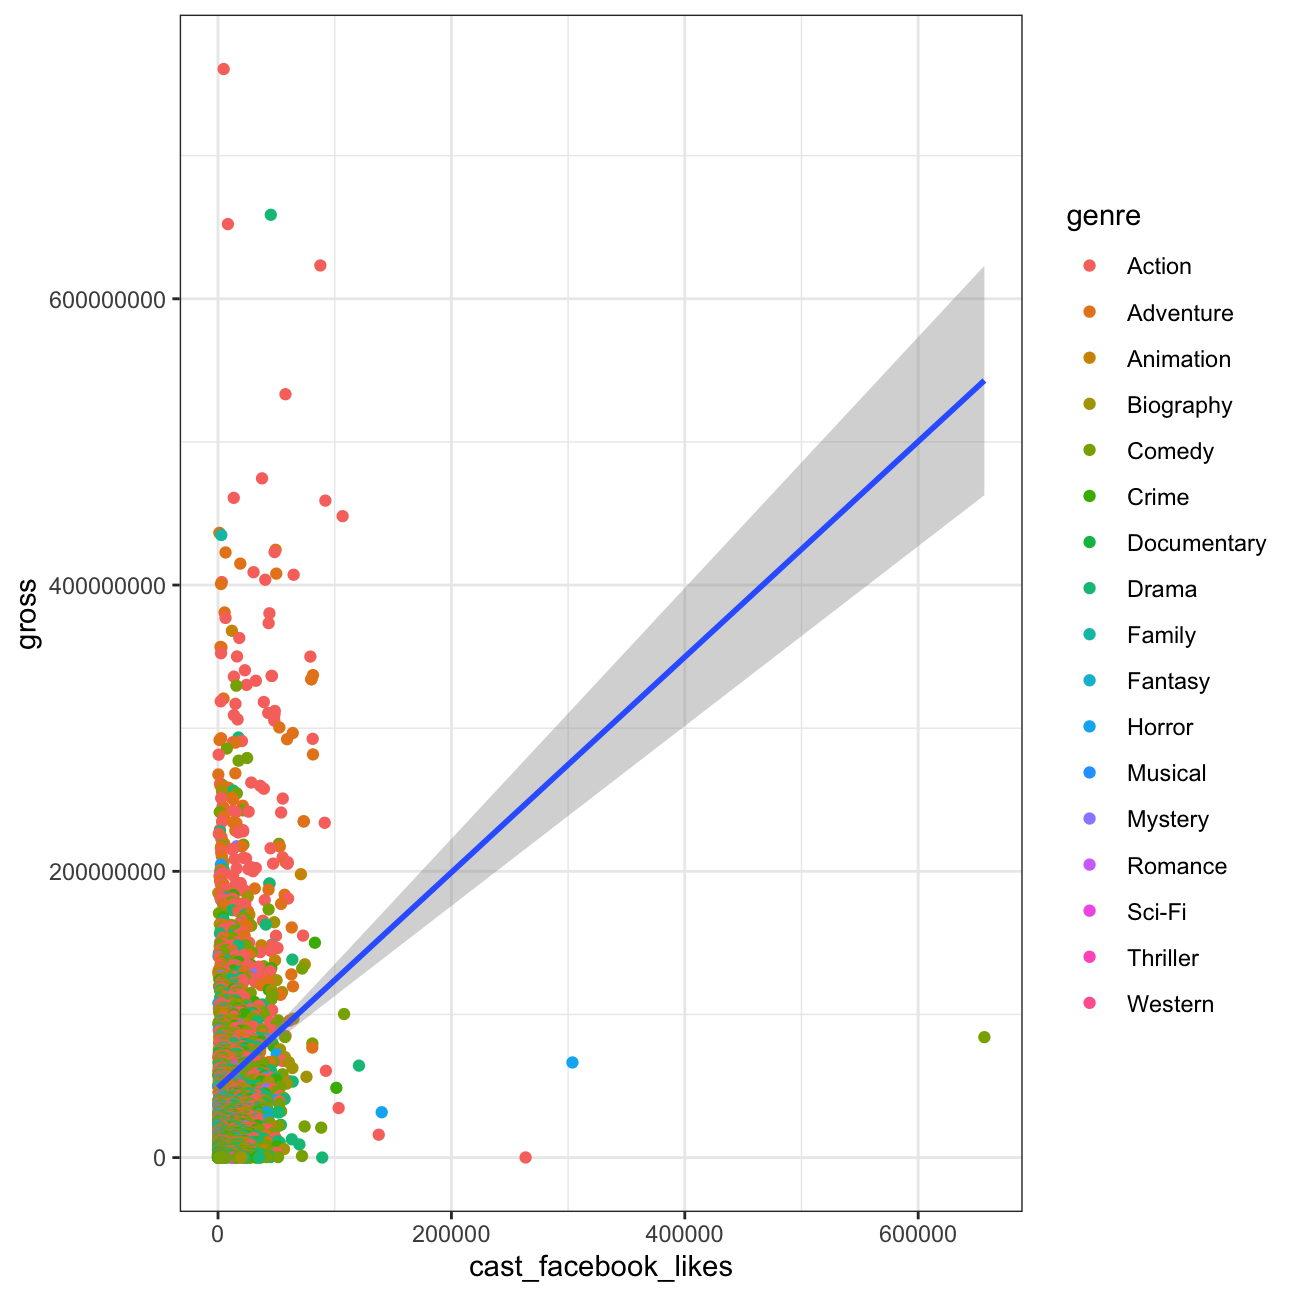 gross
600000000
400000000
200000000
0
0
200000
400000
600000
cast_facebook_likes
genre
Action
Adventure
Animation
Biography
Comedy
Crime
Documentary
Drama
Family
Fantasy
Horror
Musical
Mystery
Romance
Sci-Fi
Thriller
Western